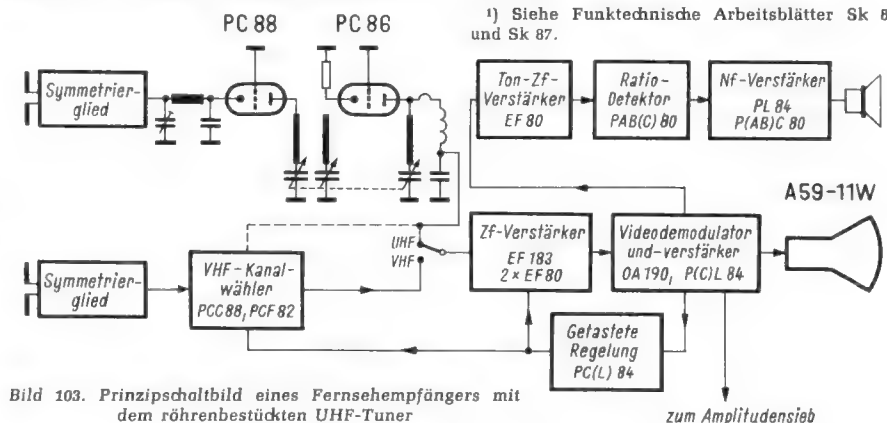 ¹) Siehe Funktechnische Arbeitsblätter Sk 8
und Sk 87.
PC 88
PC 86
Symmetrier-
glied
Ton-Zf-
Verstärker
EF 80
Ratio-
Detektor
PAB(C) 80
Nf-Verstärker
PL 84
P(AB)C 80
A59-11W
Symmetrier-
glied
VHF-Kanal-
wähler
PCC88, PCF 82
UHF
VHF
Zf-Verstärker
EF 183
2 × EF 80
Videodemodulator
und-verstärker
OA 190, P(C)L 84
Getastete
Regelung
PC(L) 84
zum Amplitudensieb
Bild 103. Prinzipschaltbild eines Fernsehempfängers mit
dem röhrenbestückten UHF-Tuner